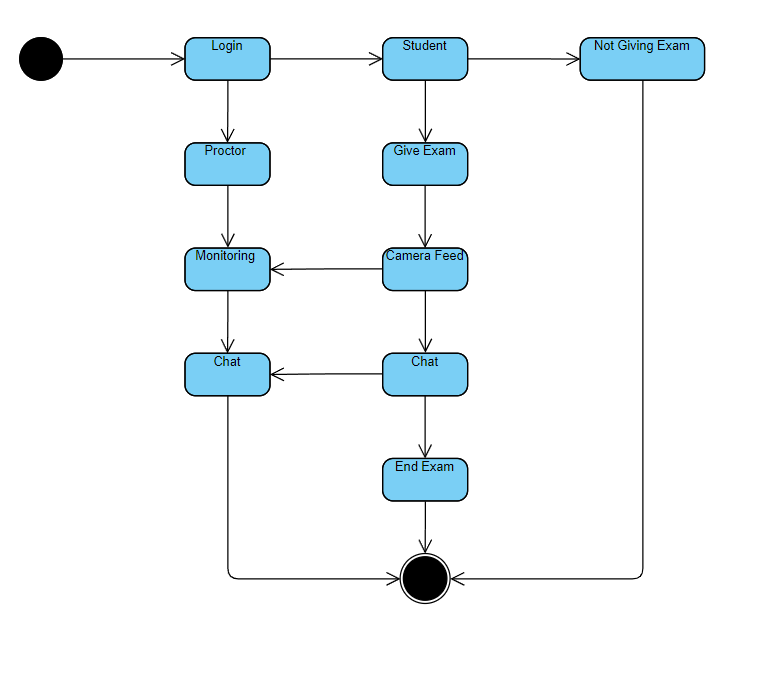 Login
Student
Not Giving Exam
Proctor
Give Exam
Monitoring
Camera Feed
Chat
Chat
End Exam